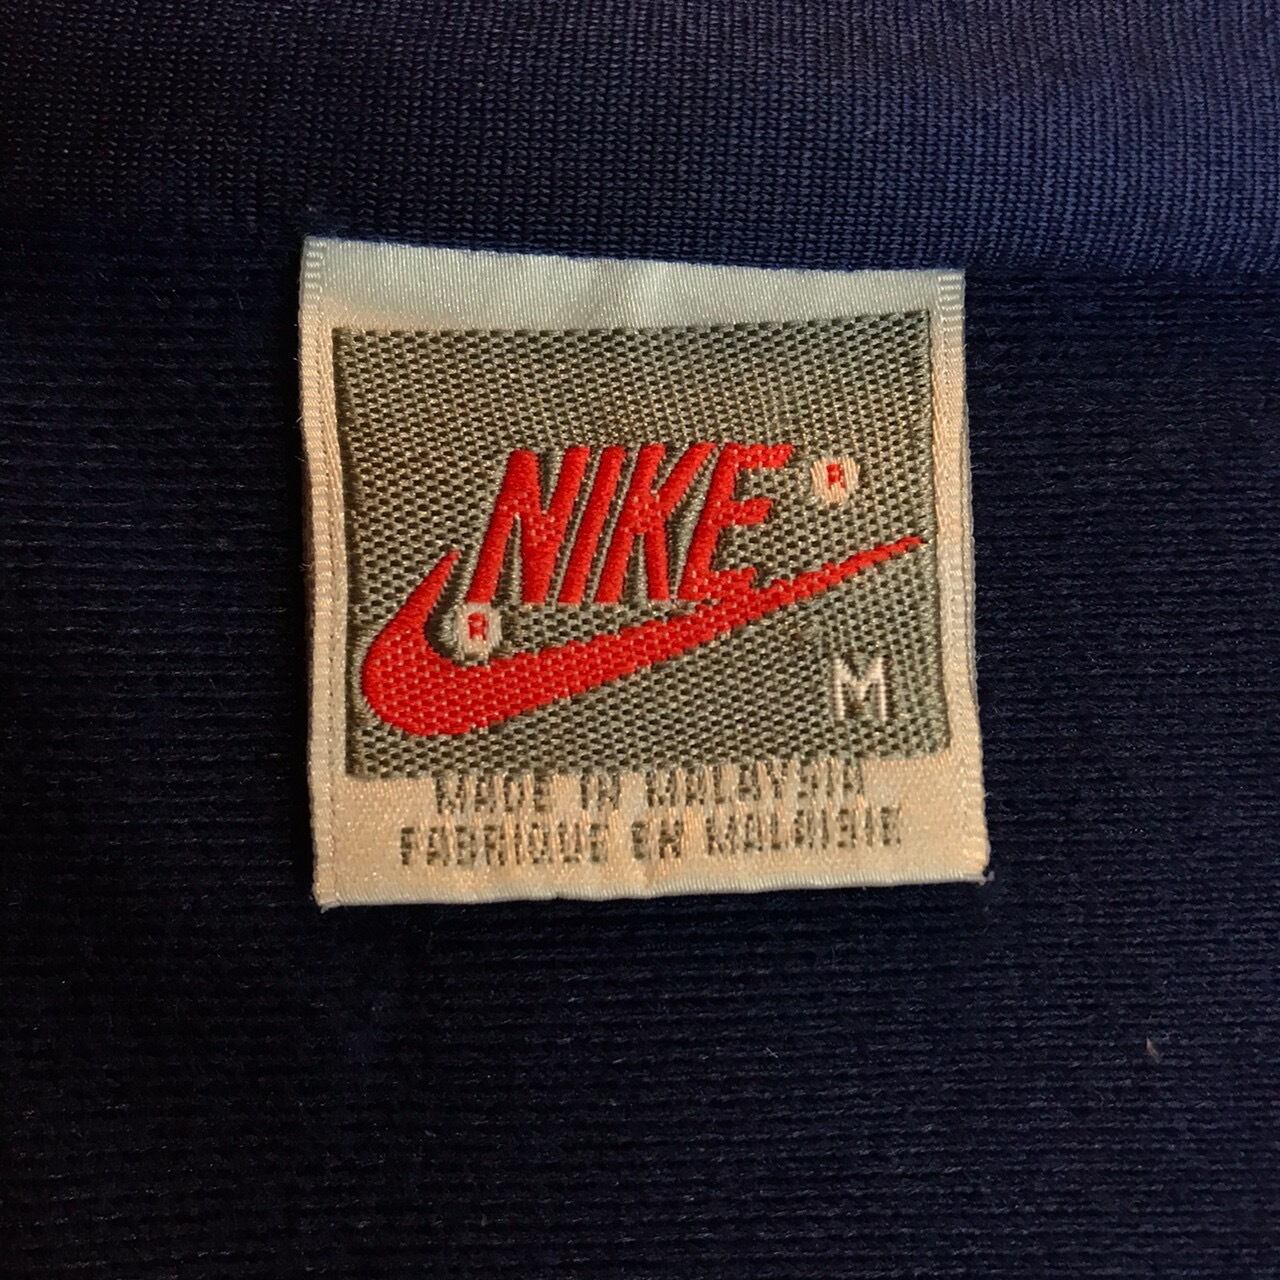 NIKE ®
®
M
MADE IN MALAYSIA
FABRIQUE EN MALAISIE